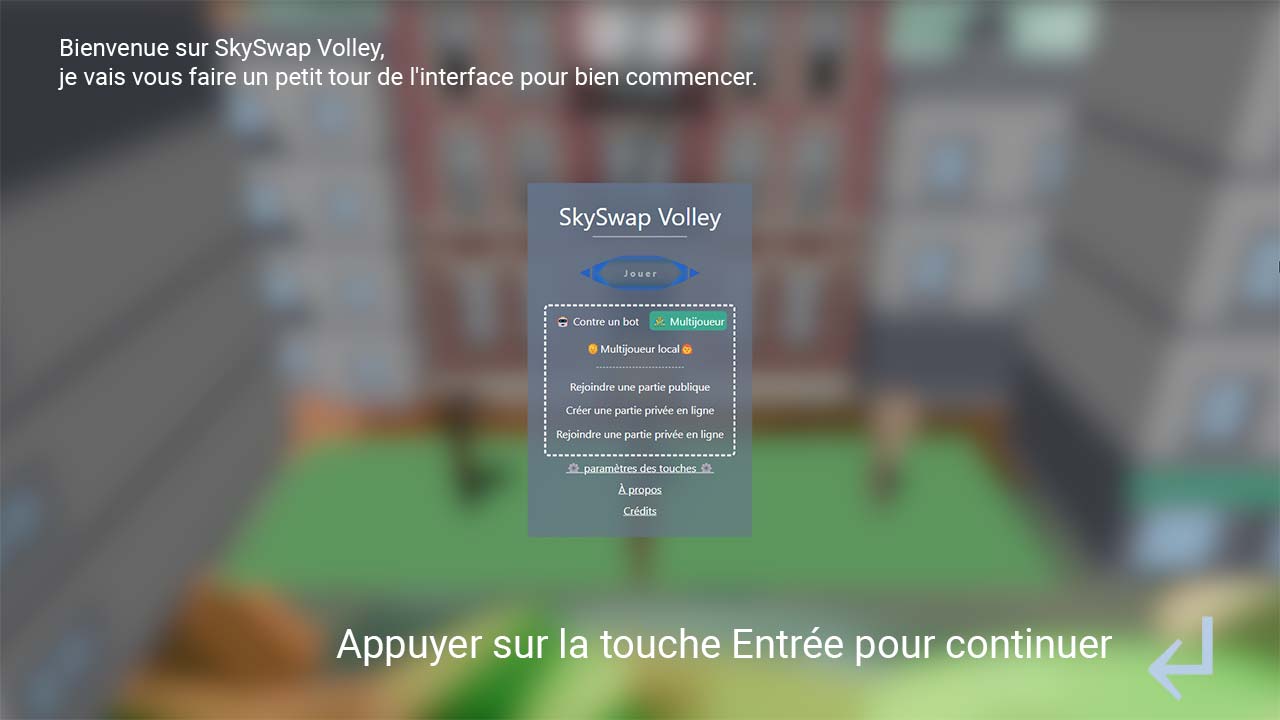 Bienvenue sur SkySwap Volley,
je vais vous faire un petit tour de l'interface pour bien commencer.
SkySwap Volley
Jouer
Contre un bot
Multijoueur
Multijoueur local
Rejoindre une partie publique
Créer une partie privée en ligne
Rejoindre une partie privée en ligne
paramètres des touches
À propos
Crédits
Appuyer sur la touche Entrée pour continuer